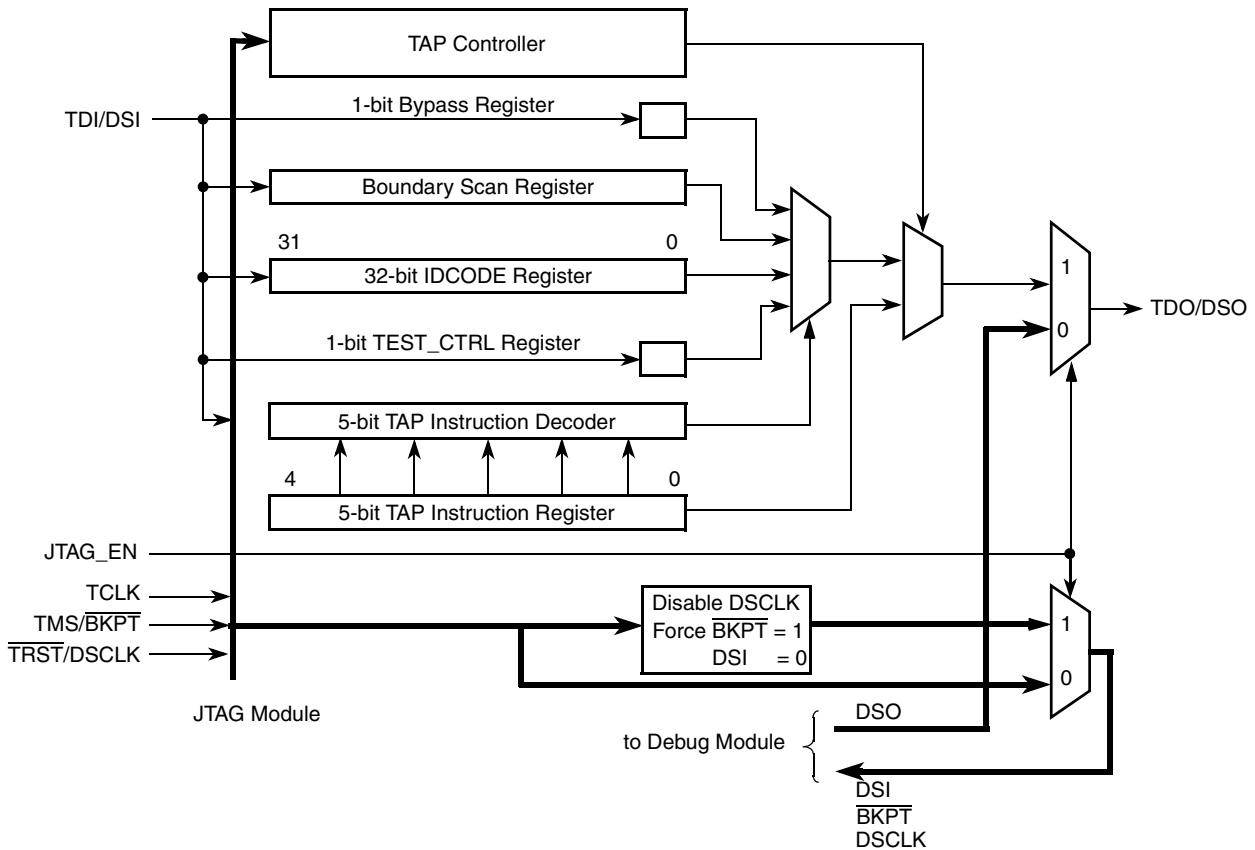 TAP Controller
1-bit Bypass Register
TDI/DSI
Boundary Scan Register
31 0
32-bit IDCODE Register
1
TDO/DSO
0
1-bit TEST_CTRL Register
5-bit TAP Instruction Decoder
4 0
5-bit TAP Instruction Register
JTAG_EN
TCLK
TMS/BKPT
TRST/DSCLK
Disable DSCLK
Force BKPT = 1
DSI = 0
1
0
JTAG Module
to Debug Module
DSO
DSI
BKPT
DSCLK